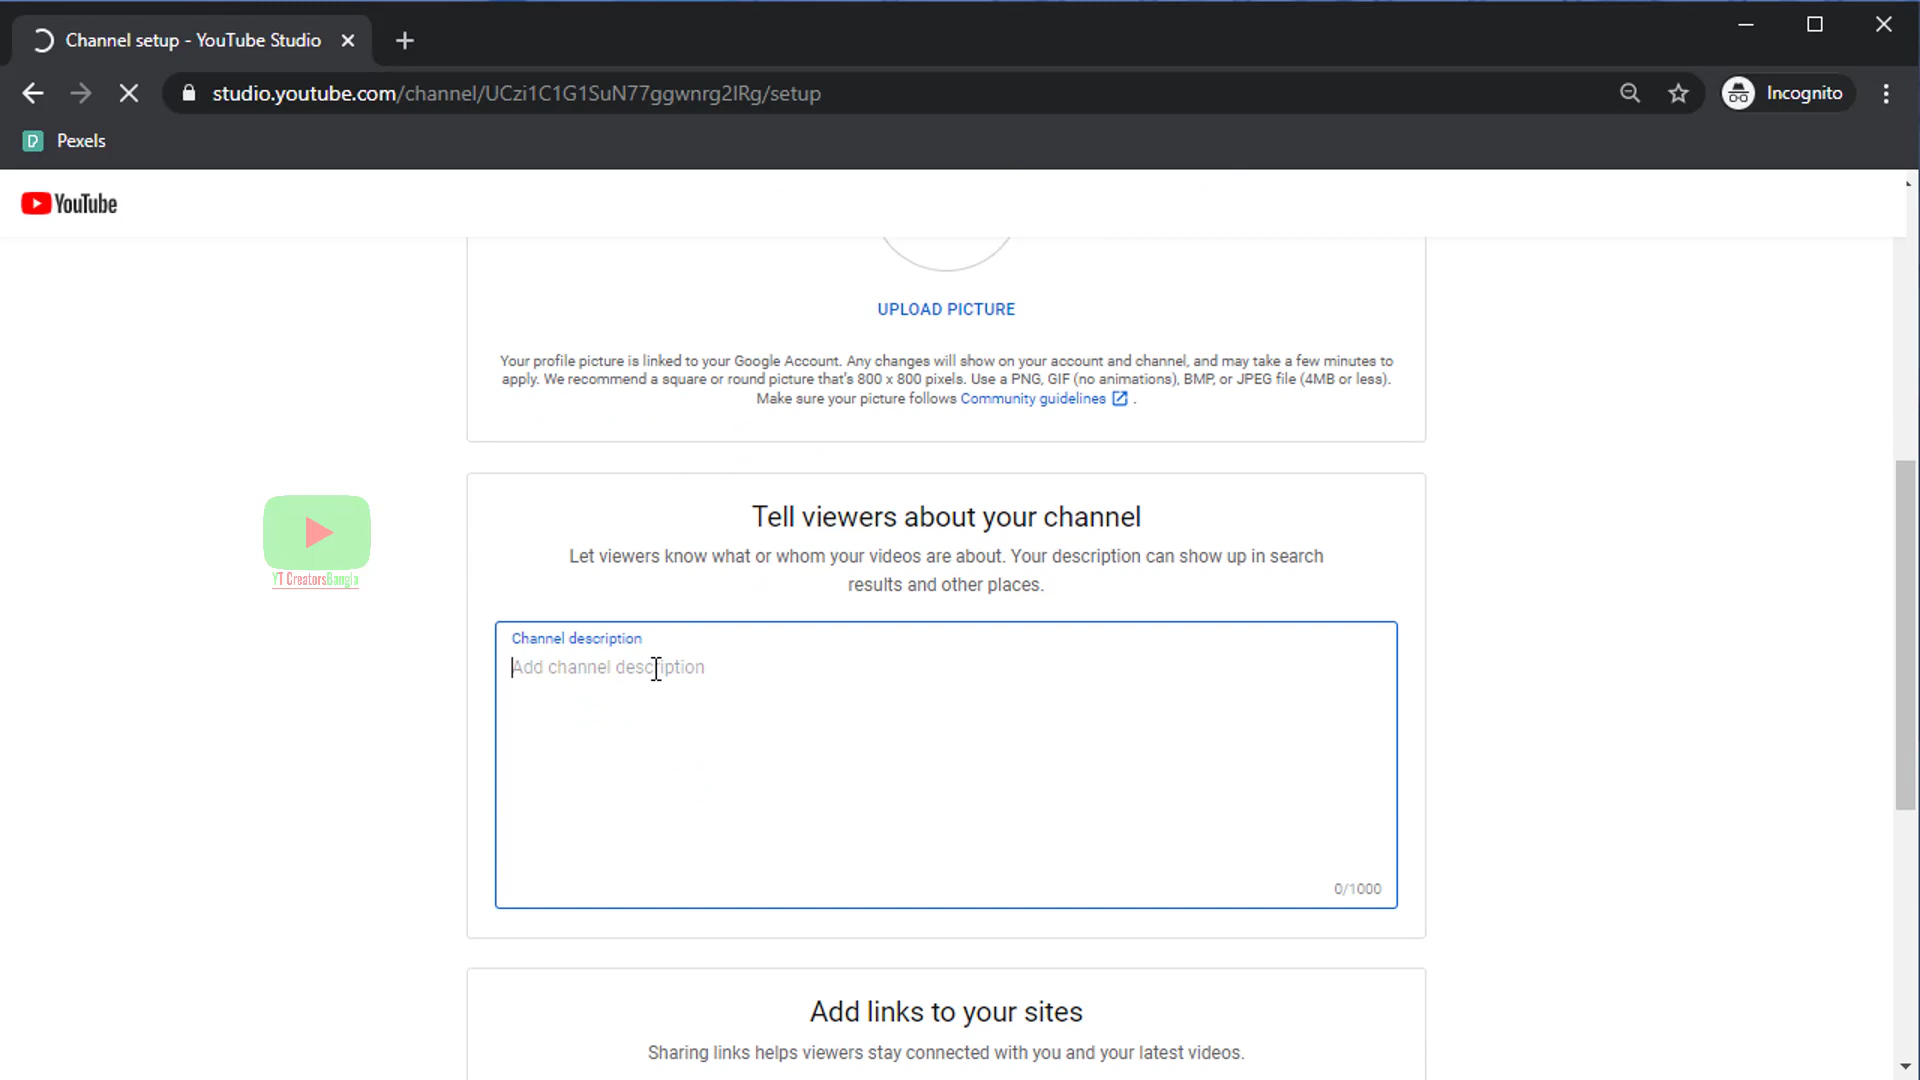 Channel setup - YouTube Studio
studio.youtube.com/channel/UCzi1C1G1SuN77ggwnrg2IRg/setup
Incognito
Pexels
YouTube
UPLOAD PICTURE
Your profile picture is linked to your Google Account. Any changes will show on your account and channel, and may take a few minutes to
apply. We recommend a square or round picture that's 800 x 800 pixels. Use a PNG, GIF (no animations), BMP, or JPEG file (4MB or less).
Make sure your picture follows Community guidelines .
Tell viewers about your channel
Let viewers know what or whom your videos are about. Your description can show up in search
results and other places.
YT CreatorsBangla
Channel description
Add channel description
0/1000
Add links to your sites
Sharing links helps viewers stay connected with you and your latest videos.